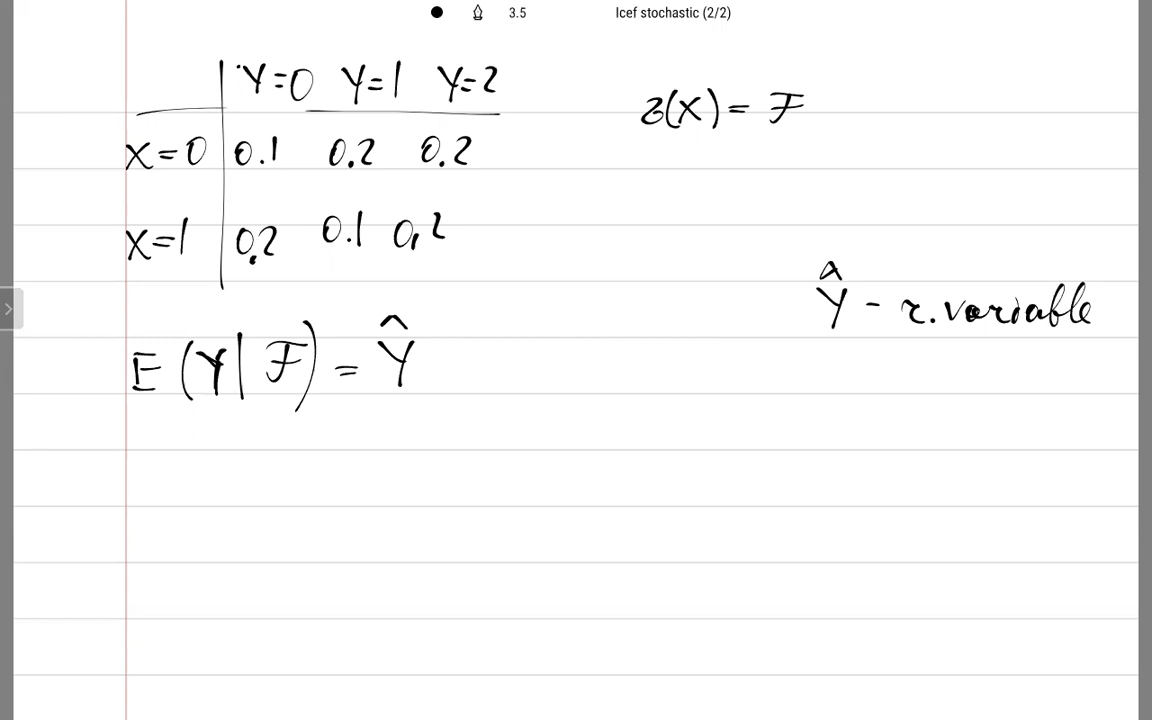 3.5 Icef stochastic (2/2)
Y=0 Y=1 Y=2
X=0 0.1 0.2 0.2
X=1 0.2 0.1 0,2
σ(X) = ℱ
Ŷ - r.variable
E(Y|ℱ) = Ŷ